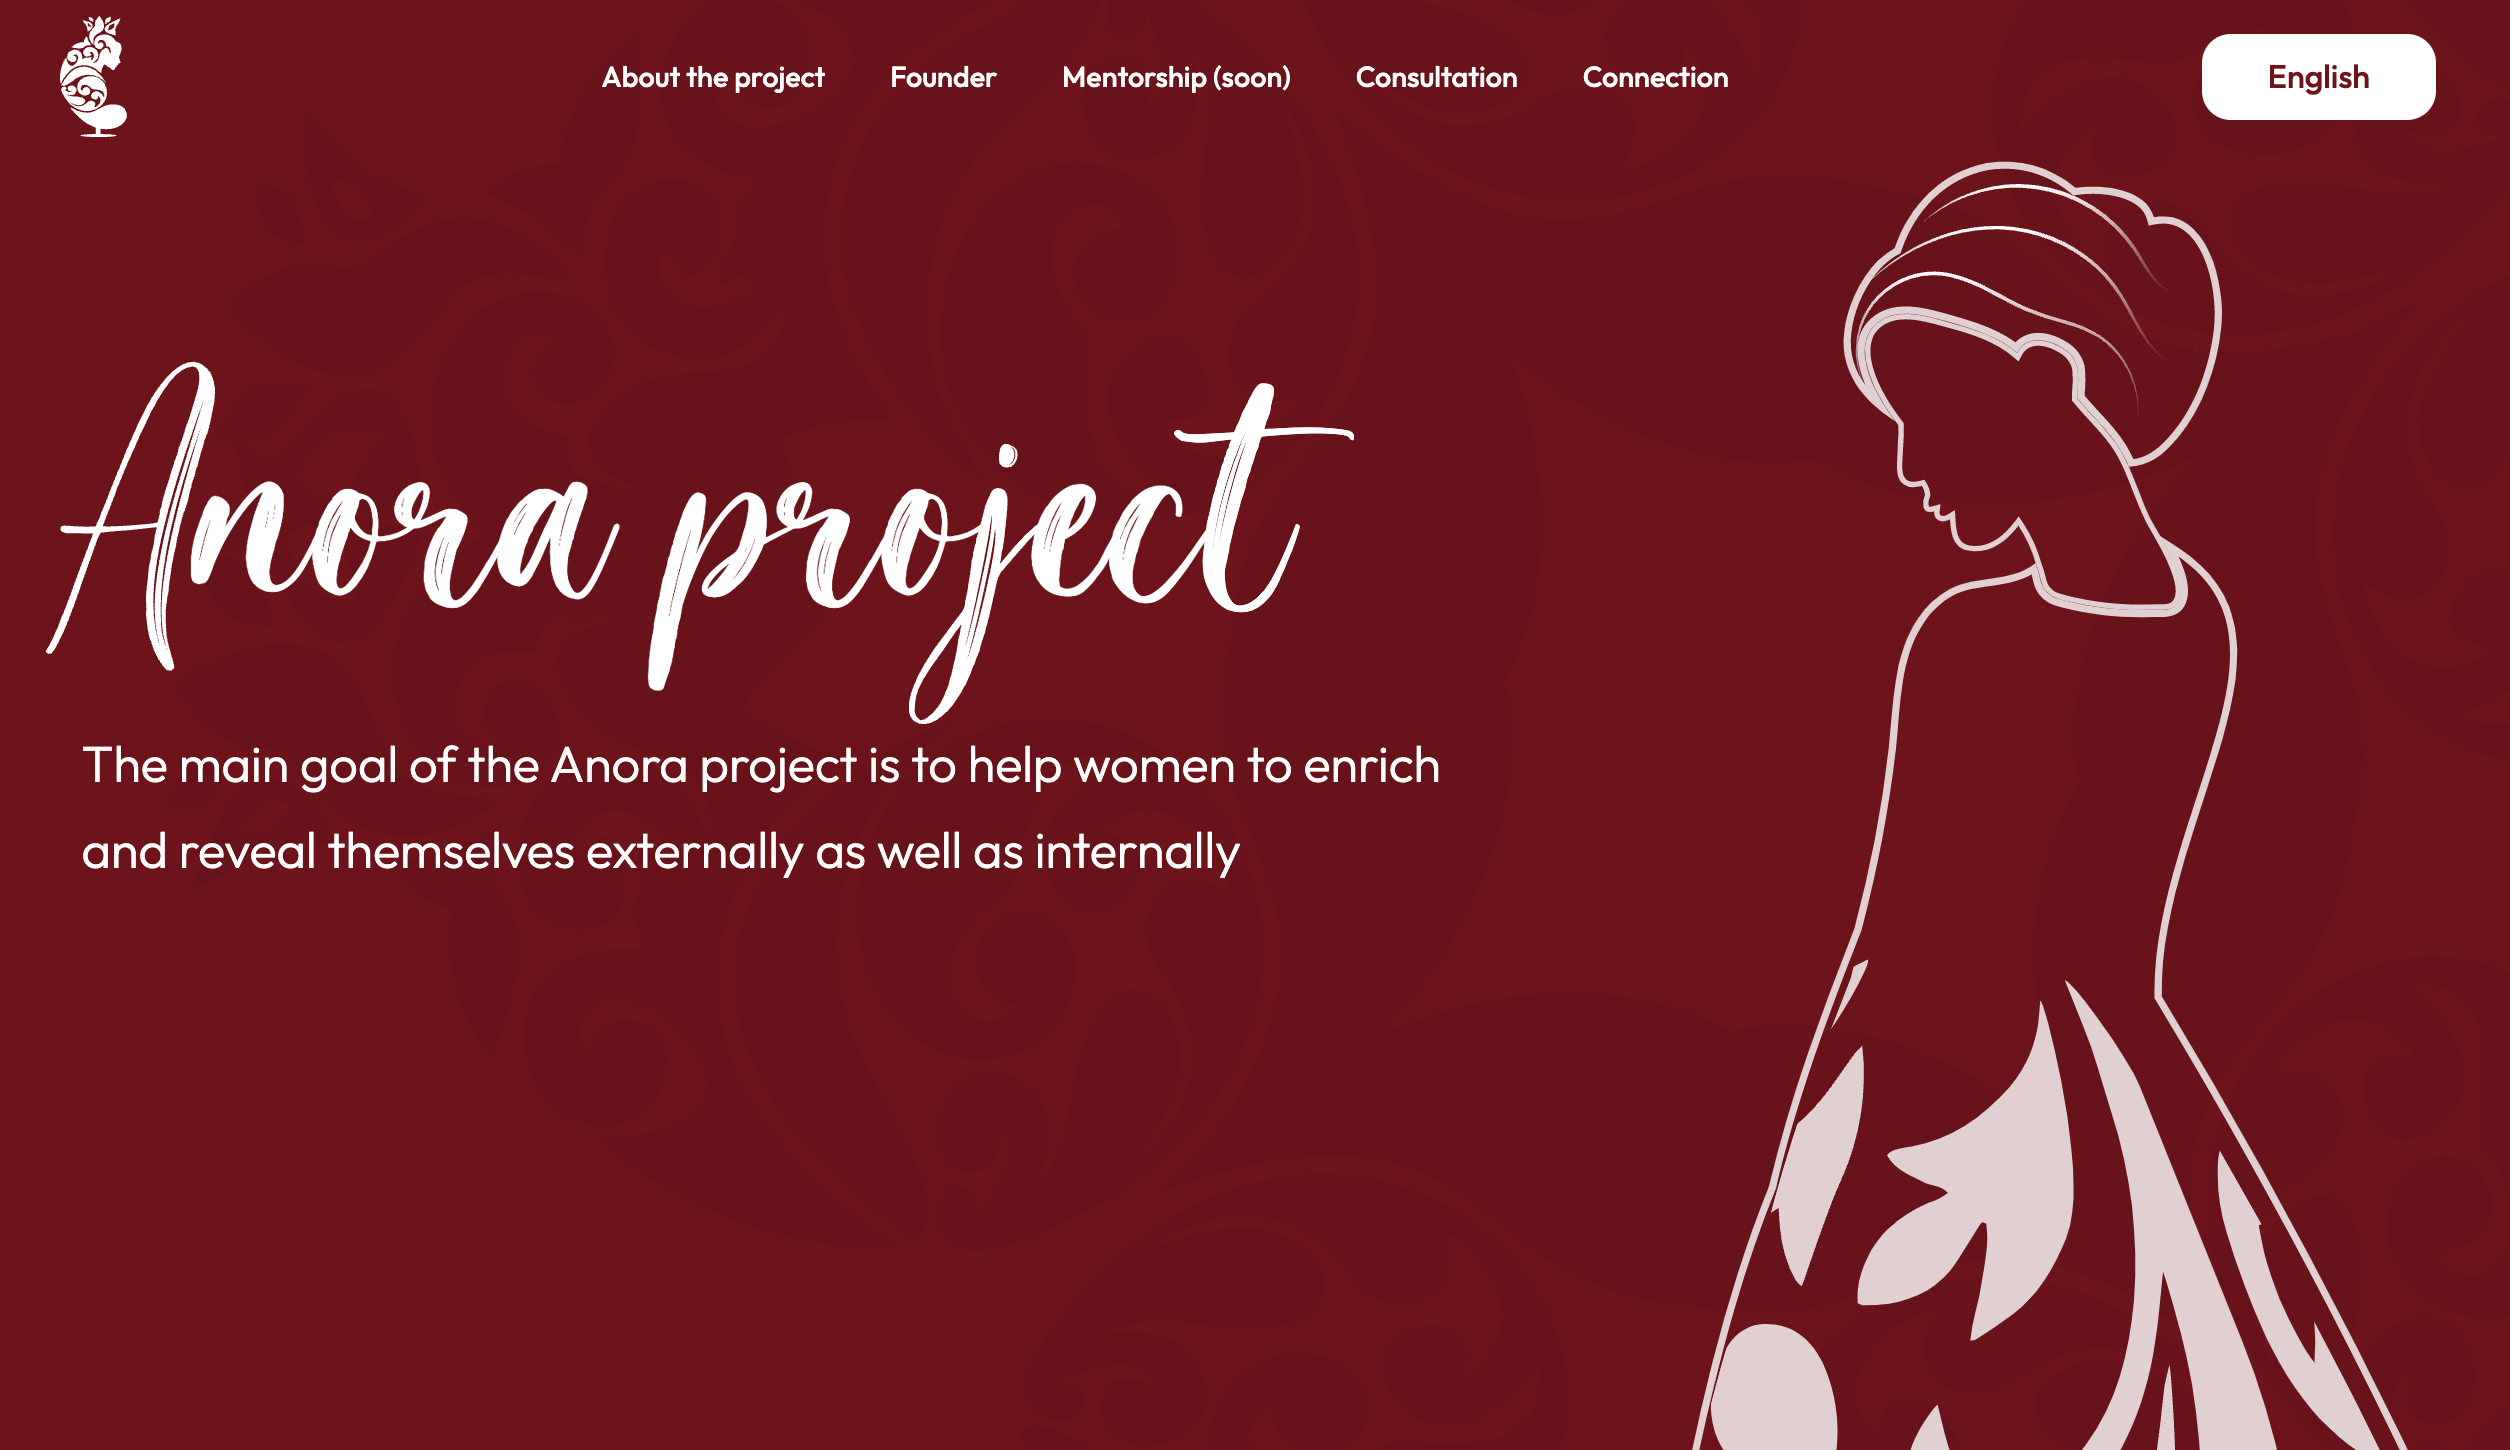 About the project
Founder
Mentorship (soon)
Consultation
Connection
English
Anora project
The main goal of the Anora project is to help women to enrich
and reveal themselves externally as well as internally